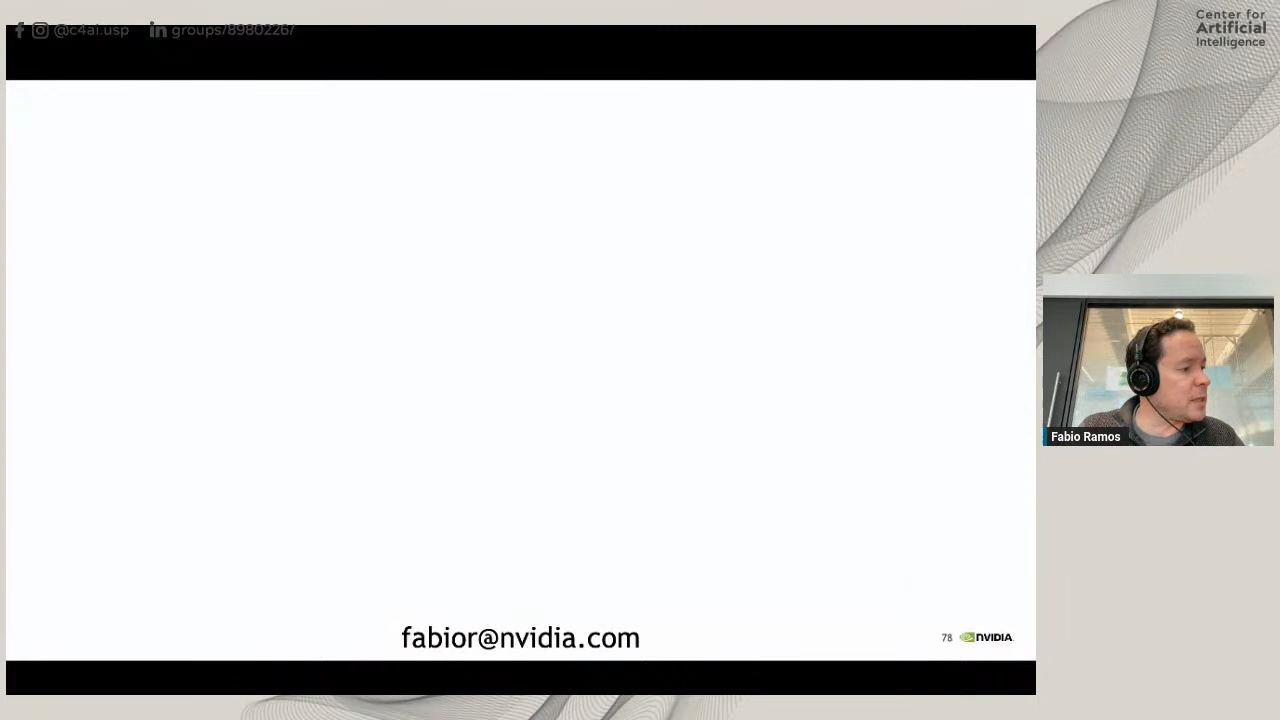 @c4ai.usp groups/8980226/
Center for
Artificial
Intelligence
Fabio Ramos
fabior@nvidia.com
78 NVIDIA